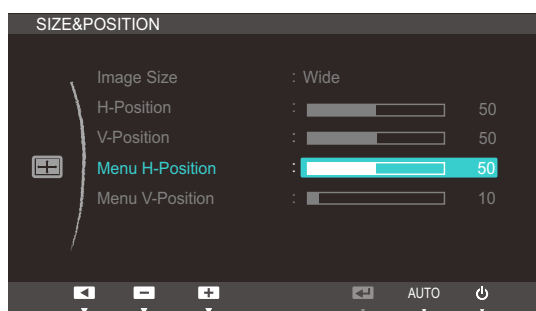 SIZE&POSITION
Image Size : Wide
H-Position : 50
V-Position : 50
Menu H-Position : 50
Menu V-Position : 10
AUTO